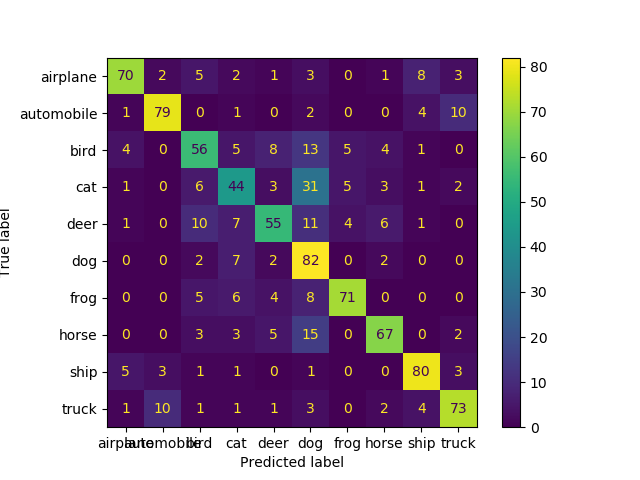 airplane 70 2 5 2 1 3 0 1 8 3
automobile 1 79 0 1 0 2 0 0 4 10
bird 4 0 56 5 8 13 5 4 1 0
cat 1 0 6 44 3 31 5 3 1 2
deer 1 0 10 7 55 11 4 6 1 0
dog 0 0 2 7 2 82 0 2 0 0
frog 0 0 5 6 4 8 71 0 0 0
horse 0 0 3 3 5 15 0 67 0 2
ship 5 3 1 1 0 1 0 0 80 3
truck 1 10 1 1 1 3 0 2 4 73
airplane automobile bird cat deer dog frog horse ship truck
Predicted label
True label
80
70
60
50
40
30
20
10
0